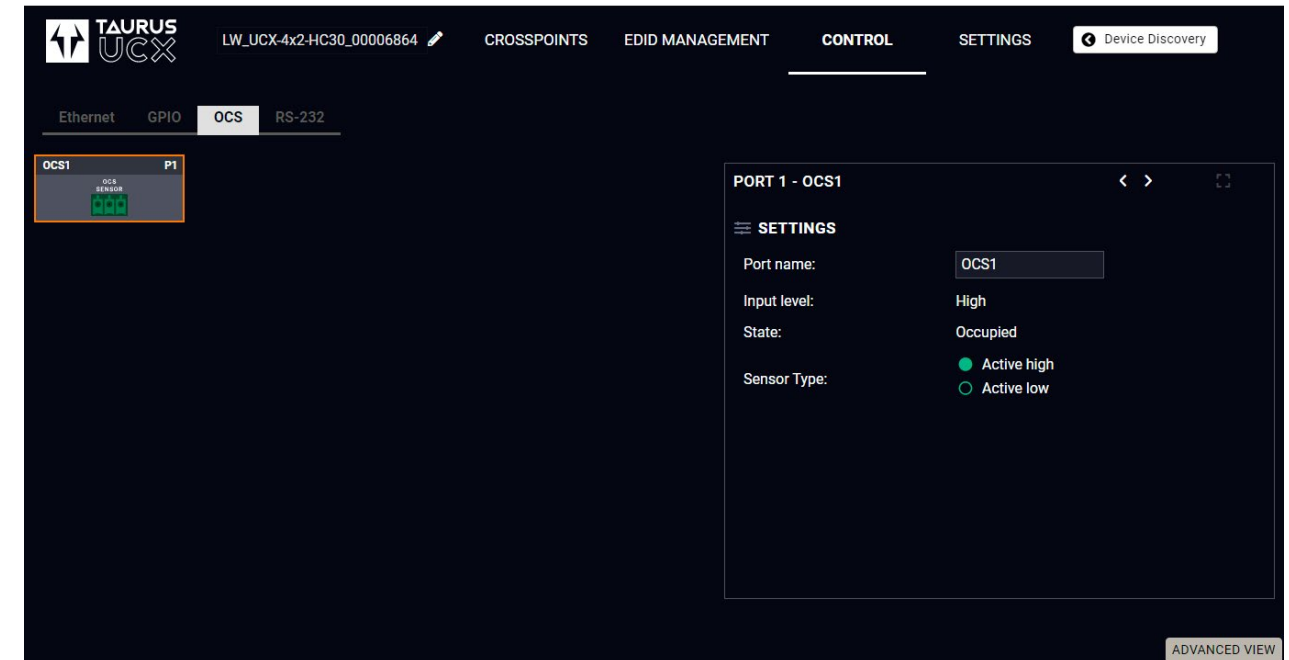 TAURUS
UCX
LW_UCX-4x2-HC30_00006864
CROSSPOINTS
EDID MANAGEMENT
CONTROL
SETTINGS
Device Discovery
Ethernet
GPIO
OCS
RS-232
OCS1 P1
OCS
SENSOR
PORT 1 - OCS1
SETTINGS
Port name: OCS1
Input level: High
State: Occupied
Sensor Type:
Active high
Active low
ADVANCED VIEW